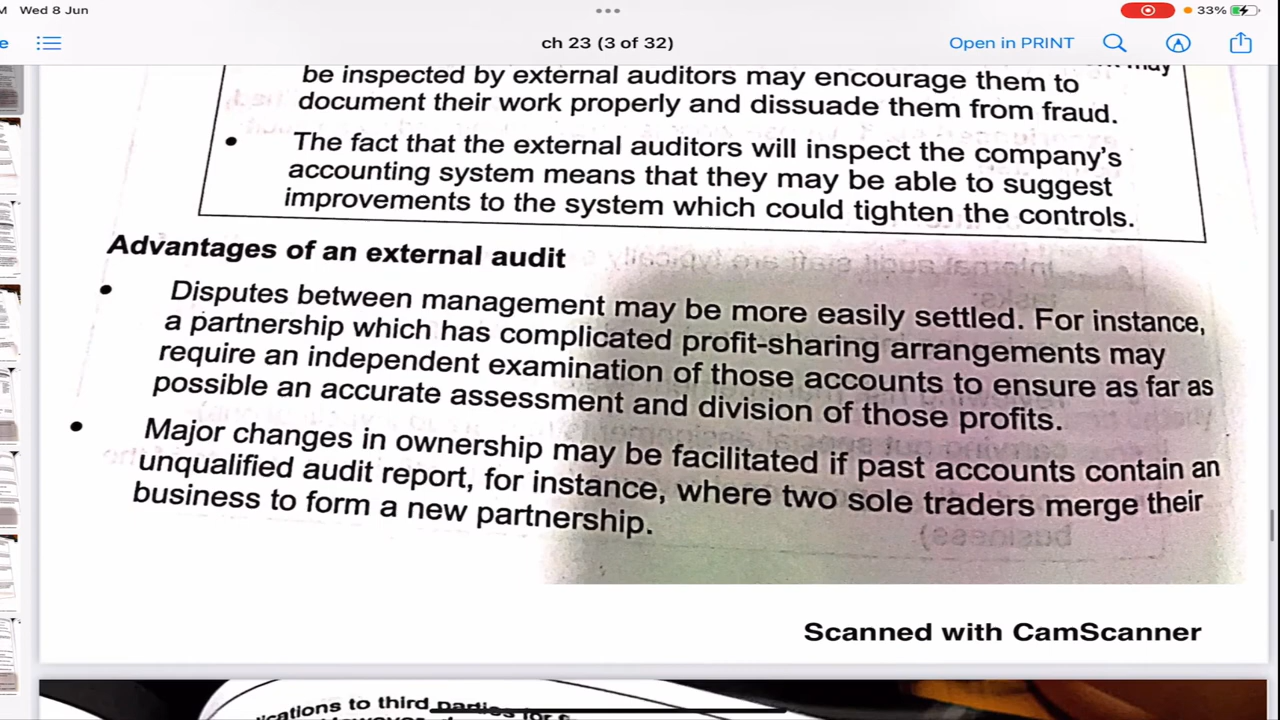 Wed 8 Jun
33%
ch 23 (3 of 32)
Open in PRINT
may
be inspected by external auditors may encourage them to
document their work properly and dissuade them from fraud.
• The fact that the external auditors will inspect the company's
accounting system means that they may be able to suggest
improvements to the system which could tighten the controls.
Advantages of an external audit
• Disputes between management may be more easily settled. For instance,
a partnership which has complicated profit-sharing arrangements may
require an independent examination of those accounts to ensure as far as
possible an accurate assessment and division of those profits.
• Major changes in ownership may be facilitated if past accounts contain an
unqualified audit report, for instance, where two sole traders merge their
business to form a new partnership.
Scanned with CamScanner
to third parties for